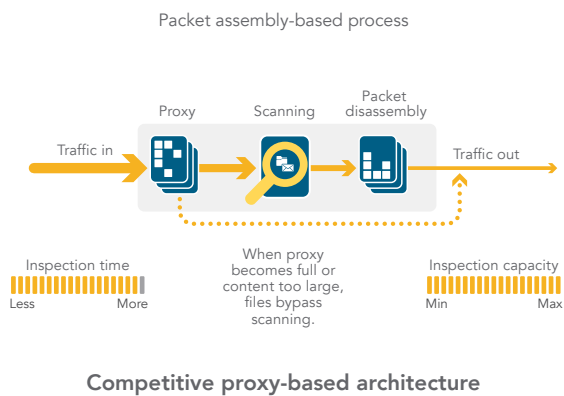 Packet assembly-based process
Proxy
Scanning
Packet
disassembly
Traffic in
Traffic out
When proxy
becomes full or
content too large,
files bypass
scanning.
Inspection time
Less
More
Inspection capacity
Min
Max
Competitive proxy-based architecture